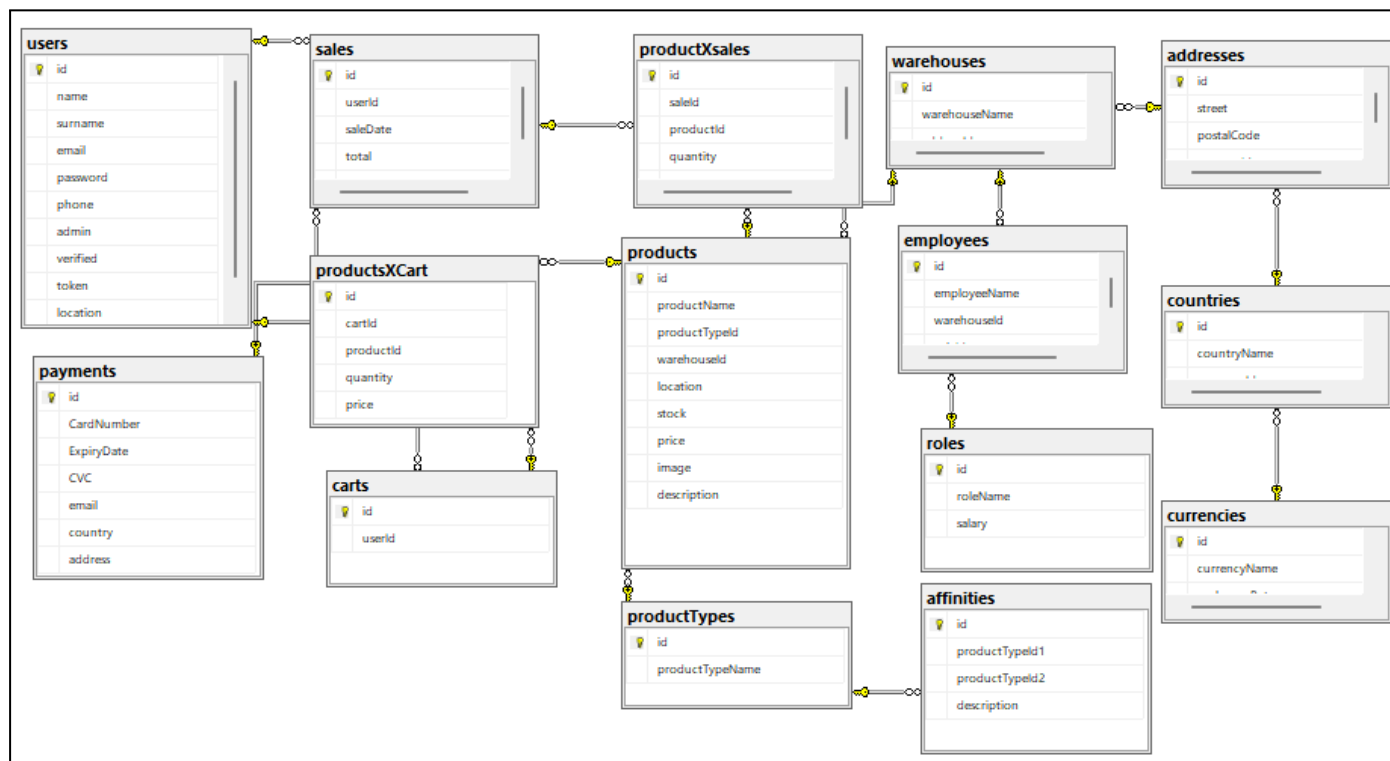 users
id
name
surname
email
password
phone
admin
verified
token
location
sales
id
userId
saleDate
total
productXsales
id
saleId
productId
quantity
warehouses
id
warehouseName
addresses
id
street
postalCode
productsXCart
id
cartId
productId
quantity
price
products
id
productName
productTypeId
warehouseId
location
stock
price
image
description
employees
id
employeeName
warehouseId
countries
id
countryName
payments
id
CardNumber
ExpiryDate
CVC
email
country
address
carts
id
userId
roles
id
roleName
salary
currencies
id
currencyName
productTypes
id
productTypeName
affinities
id
productTypeId1
productTypeId2
description